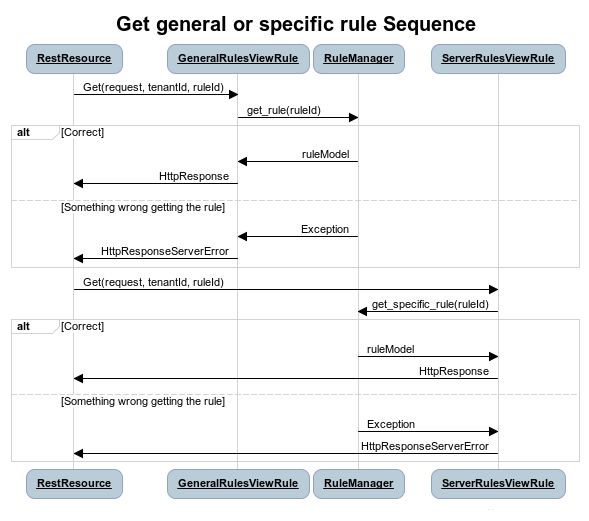 Get general or specific rule Sequence
RestResource GeneralRulesViewRule RuleManager ServerRulesViewRule
Get(request, tenantId, ruleId)
get_rule(ruleId)
alt [Correct]
ruleModel
HttpResponse
[Something wrong getting the rule]
Exception
HttpResponseServerError
Get(request, tenantId, ruleId)
get_specific_rule(ruleId)
alt [Correct]
ruleModel
HttpResponse
[Something wrong getting the rule]
Exception
HttpResponseServerError
RestResource GeneralRulesViewRule RuleManager ServerRulesViewRule